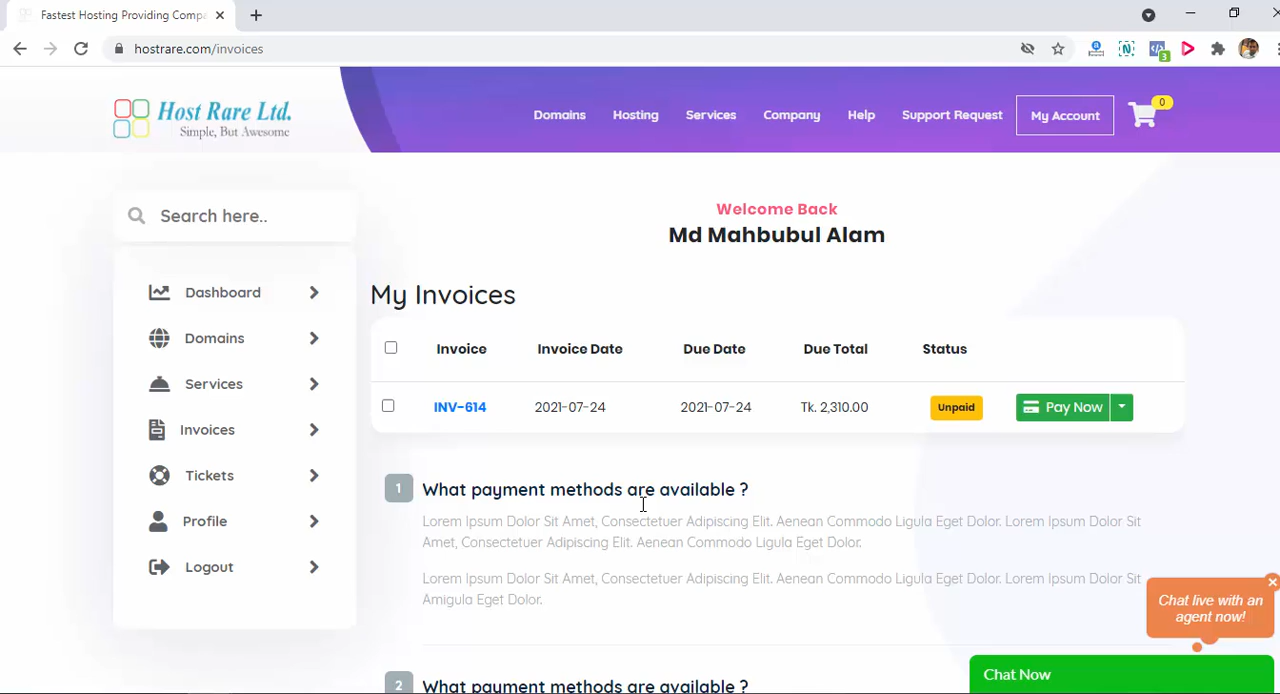 Fastest Hosting Providing Compa
hostrare.com/invoices
3
Host Rare Ltd.
Simple, But Awesome
Domains Hosting Services Company Help Support Request My Account 0
Search here..
Dashboard
Domains
Services
Invoices
Tickets
Profile
Logout
Welcome Back
Md Mahbubul Alam
My Invoices
Invoice Invoice Date Due Date Due Total Status
INV-614 2021-07-24 2021-07-24 Tk. 2,310.00 Unpaid Pay Now
1 What payment methods are available ?
Lorem Ipsum Dolor Sit Amet, Consectetuer Adipiscing Elit. Aenean Commodo Ligula Eget Dolor. Lorem Ipsum Dolor Sit
Amet, Consectetuer Adipiscing Elit. Aenean Commodo Ligula Eget Dolor.
Lorem Ipsum Dolor Sit Amet, Consectetuer Adipiscing Elit. Aenean Commodo Ligula Eget Dolor. Lorem Ipsum Dolor Sit
Amigula Eget Dolor.
2 What payment methods are available ?
Chat live with an
agent now!
Chat Now